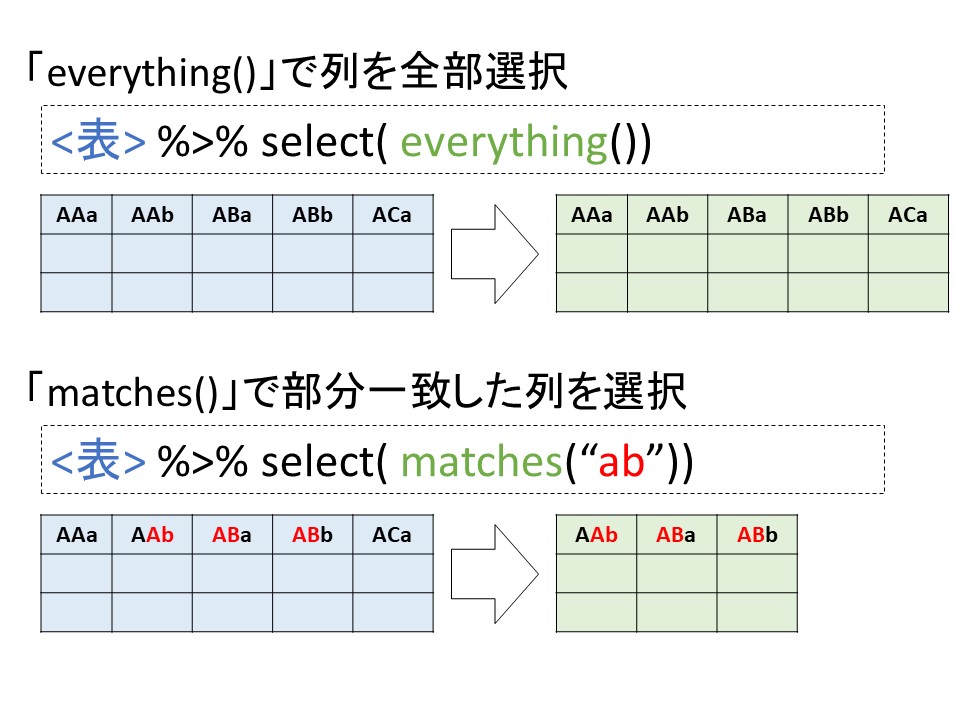 「everything()」で列を全部選択
<表> %>% select( everything())
AAa AAb ABa ABb ACa
AAa AAb ABa ABb ACa
「matches()」で部分一致した列を選択
<表> %>% select( matches(“ab”))
AAa AAb ABa ABb ACa
AAb ABa ABb